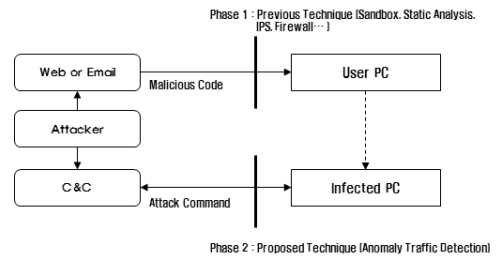 Phase 1 : Previous Technique (Sandbox, Static Analysis,
IPS, Firewall… )
Web or Email
Malicious Code
User PC
Attacker
C&C
Attack Command
Infected PC
Phase 2 : Proposed Technique (Anomaly Traffic Detection)